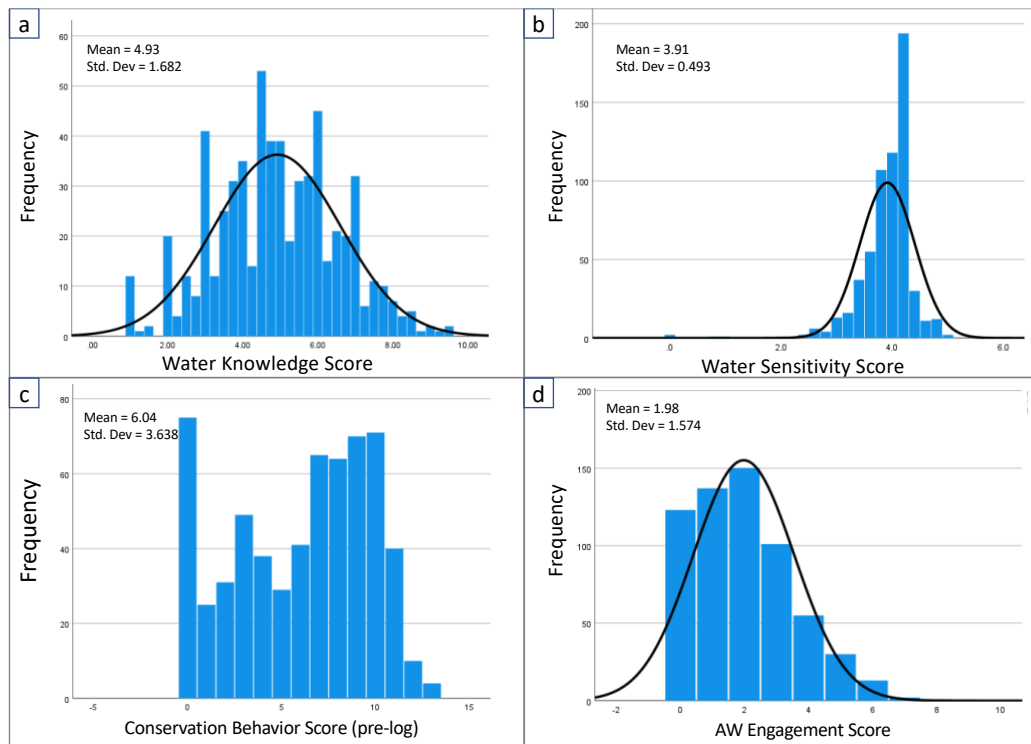 a
Mean = 4.93
Std. Dev = 1.682
Frequency
60
50
40
30
20
10
0
.00 2.00 4.00 6.00 8.00 10.00
Water Knowledge Score
b
Mean = 3.91
Std. Dev = 0.493
Frequency
200
150
100
50
0
.0 2.0 4.0 6.0
Water Sensitivity Score
c
Mean = 6.04
Std. Dev = 3.638
Frequency
80
60
40
20
0
-5 0 5 10 15
Conservation Behavior Score (pre-log)
d
Mean = 1.98
Std. Dev = 1.574
Frequency
200
150
100
50
0
-2 0 2 4 6 8 10
AW Engagement Score